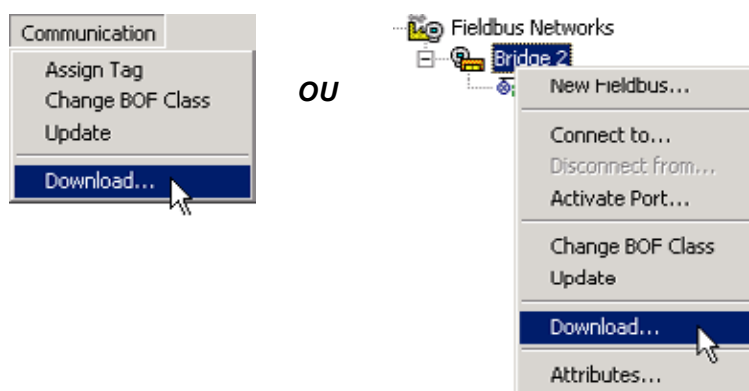 Communication
Assign Tag
Change BOF Class
Update
Download...
OU
Fieldbus Networks
Bridge 2
New Fieldbus...
Connect to...
Disconnect from...
Activate Port...
Change BOF Class
Update
Download...
Attributes...